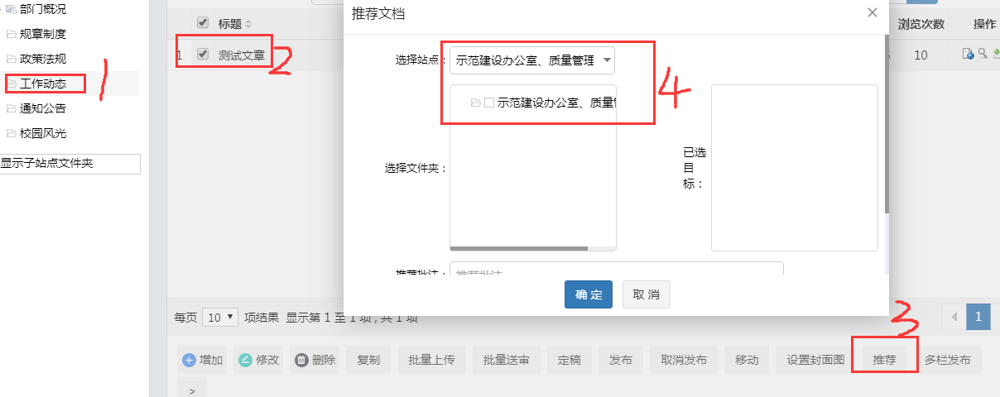 部门概况
规章制度
政策法规
工作动态
通知公告
校园风光
显示子站点文件夹
1
标题
浏览次数
操作
1
测试文章
2
10
推荐文档
选择站点：
示范建设办公室、质量管理
示范建设办公室、质量
4
选择文件夹：
已选
目
标：
推荐批注：
推荐批注
确 定
取 消
每页
10
项结果
显示第 1 至 1 项，共 1 项
1
3
增加
修改
删除
复制
批量上传
批量送审
定稿
发布
取消发布
移动
设置封面图
推荐
多栏发布
>